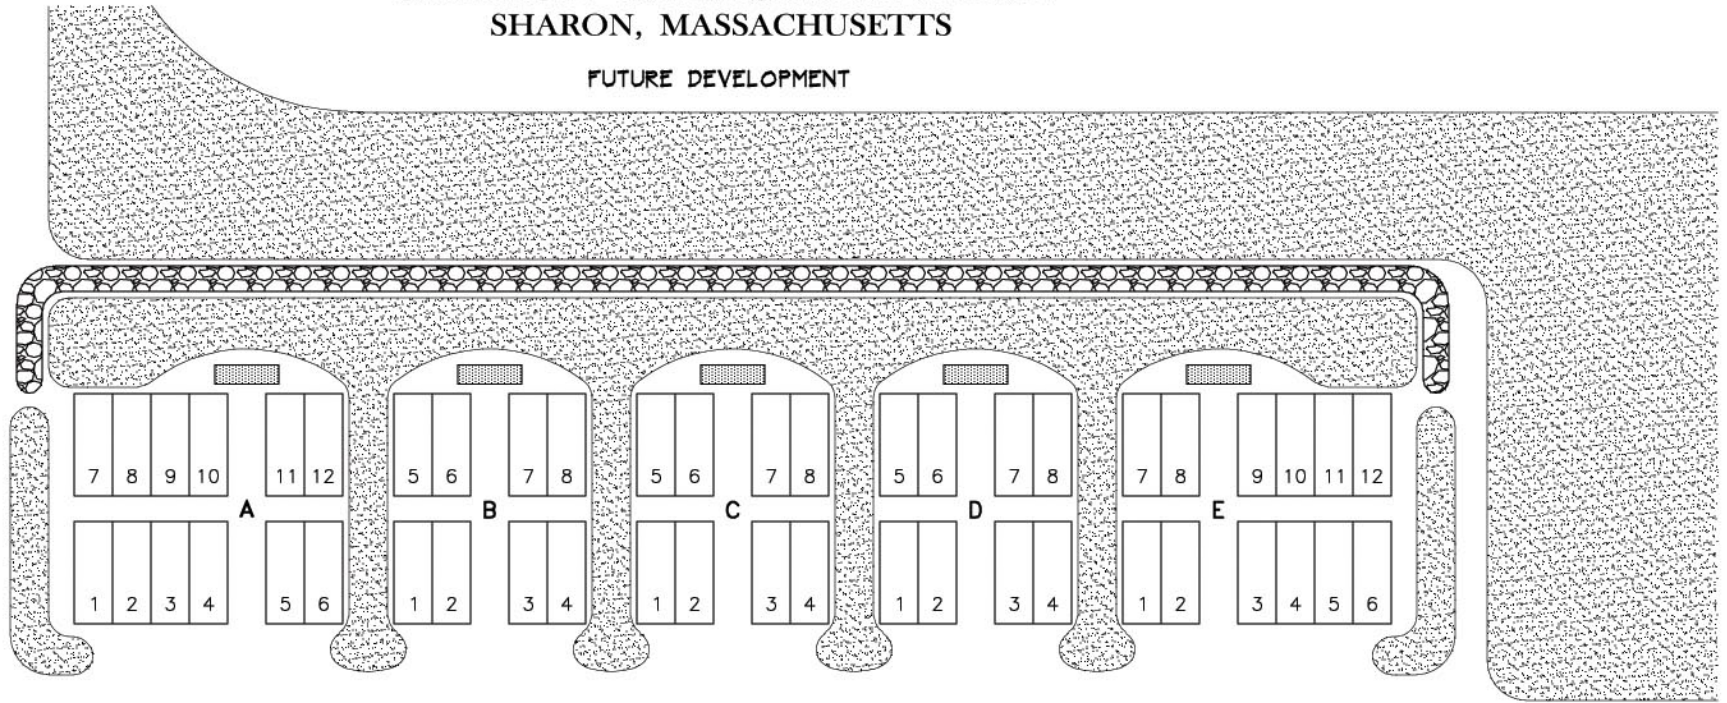 SHARON, MASSACHUSETTS
FUTURE DEVELOPMENT
7 8 9 10 11 12 5 6 7 8 5 6 7 8 5 6 7 8 7 8 9 10 11 12
A B C D E
1 2 3 4 5 6 1 2 3 4 1 2 3 4 1 2 3 4 1 2 3 4 5 6